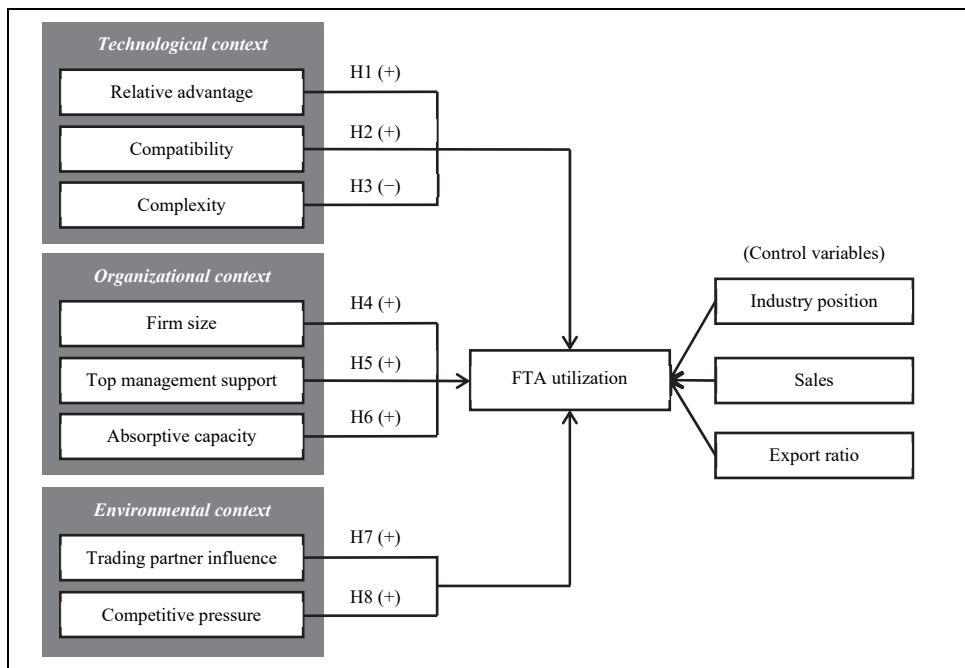 Technological context
Relative advantage
H1 (+)
Compatibility
H2 (+)
Complexity
H3 (−)
Organizational context
Firm size
H4 (+)
Top management support
H5 (+)
Absorptive capacity
H6 (+)
Environmental context
Trading partner influence
H7 (+)
Competitive pressure
H8 (+)
FTA utilization
(Control variables)
Industry position
Sales
Export ratio